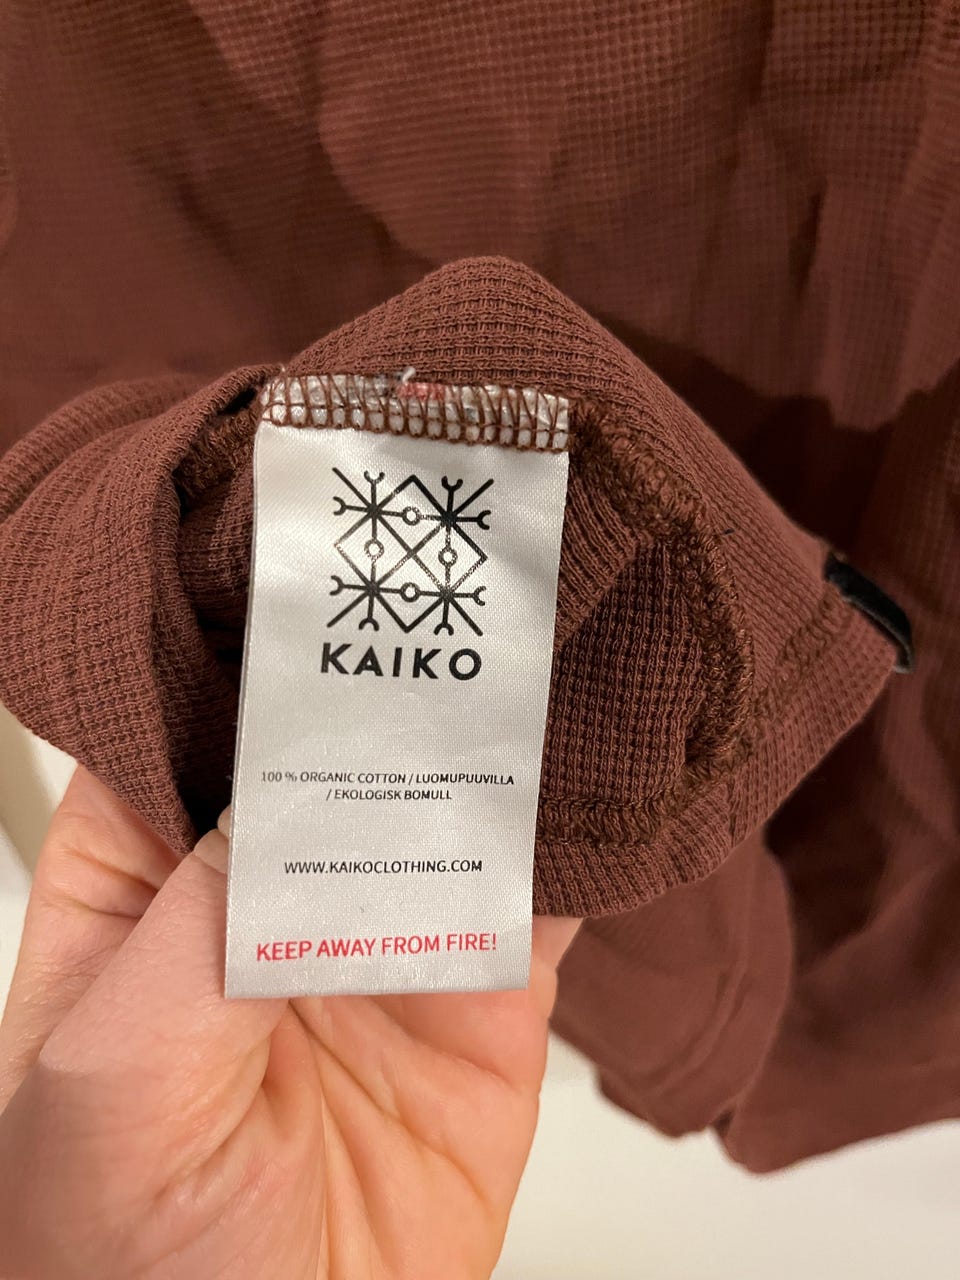 KAIKO
100 % ORGANIC COTTON / LUOMUPUUVILLA
/ EKOLOGISK BOMULL
WWW.KAIKOCLOTHING.COM
KEEP AWAY FROM FIRE!